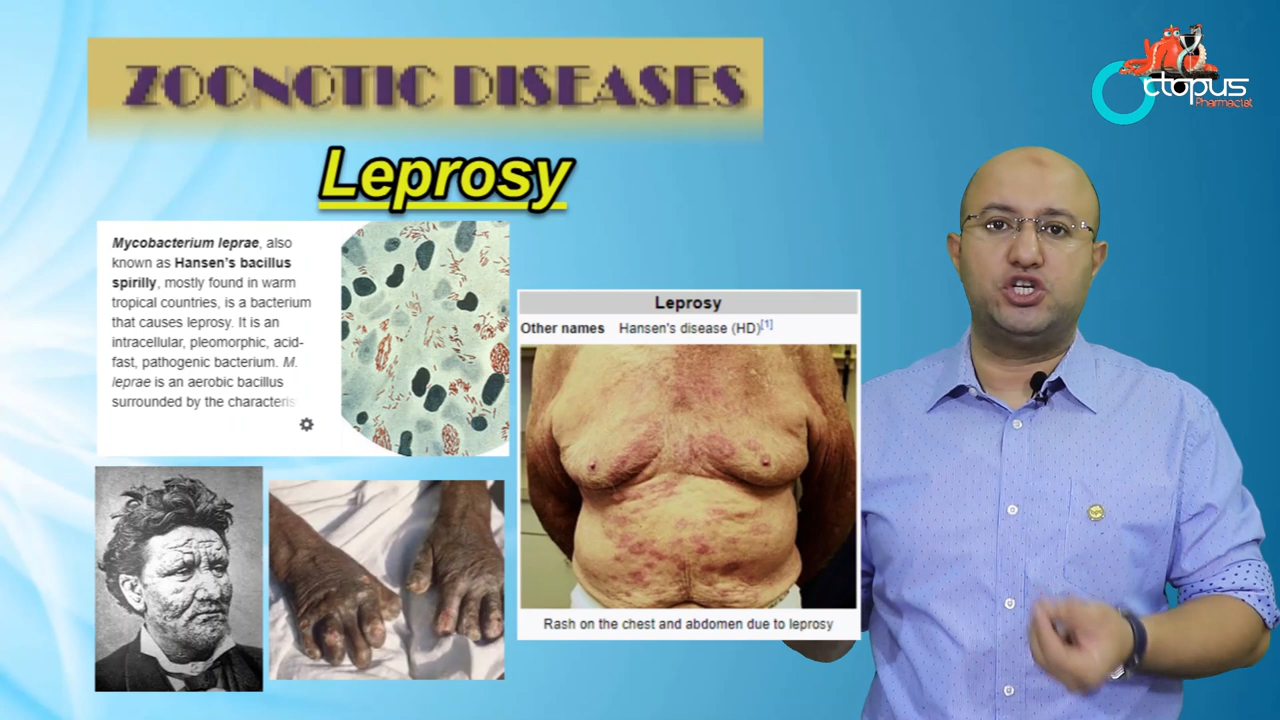 ZOONOTIC DISEASES
Leprosy
Mycobacterium leprae, also
known as Hansen's bacillus
spirilly, mostly found in warm
tropical countries, is a bacterium
that causes leprosy. It is an
intracellular, pleomorphic, acid-
fast, pathogenic bacterium. M.
leprae is an aerobic bacillus
surrounded by the characteris
Leprosy
Other names Hansen's disease (HD)[1]
Rash on the chest and abdomen due to leprosy
Octopus
Pharmacist